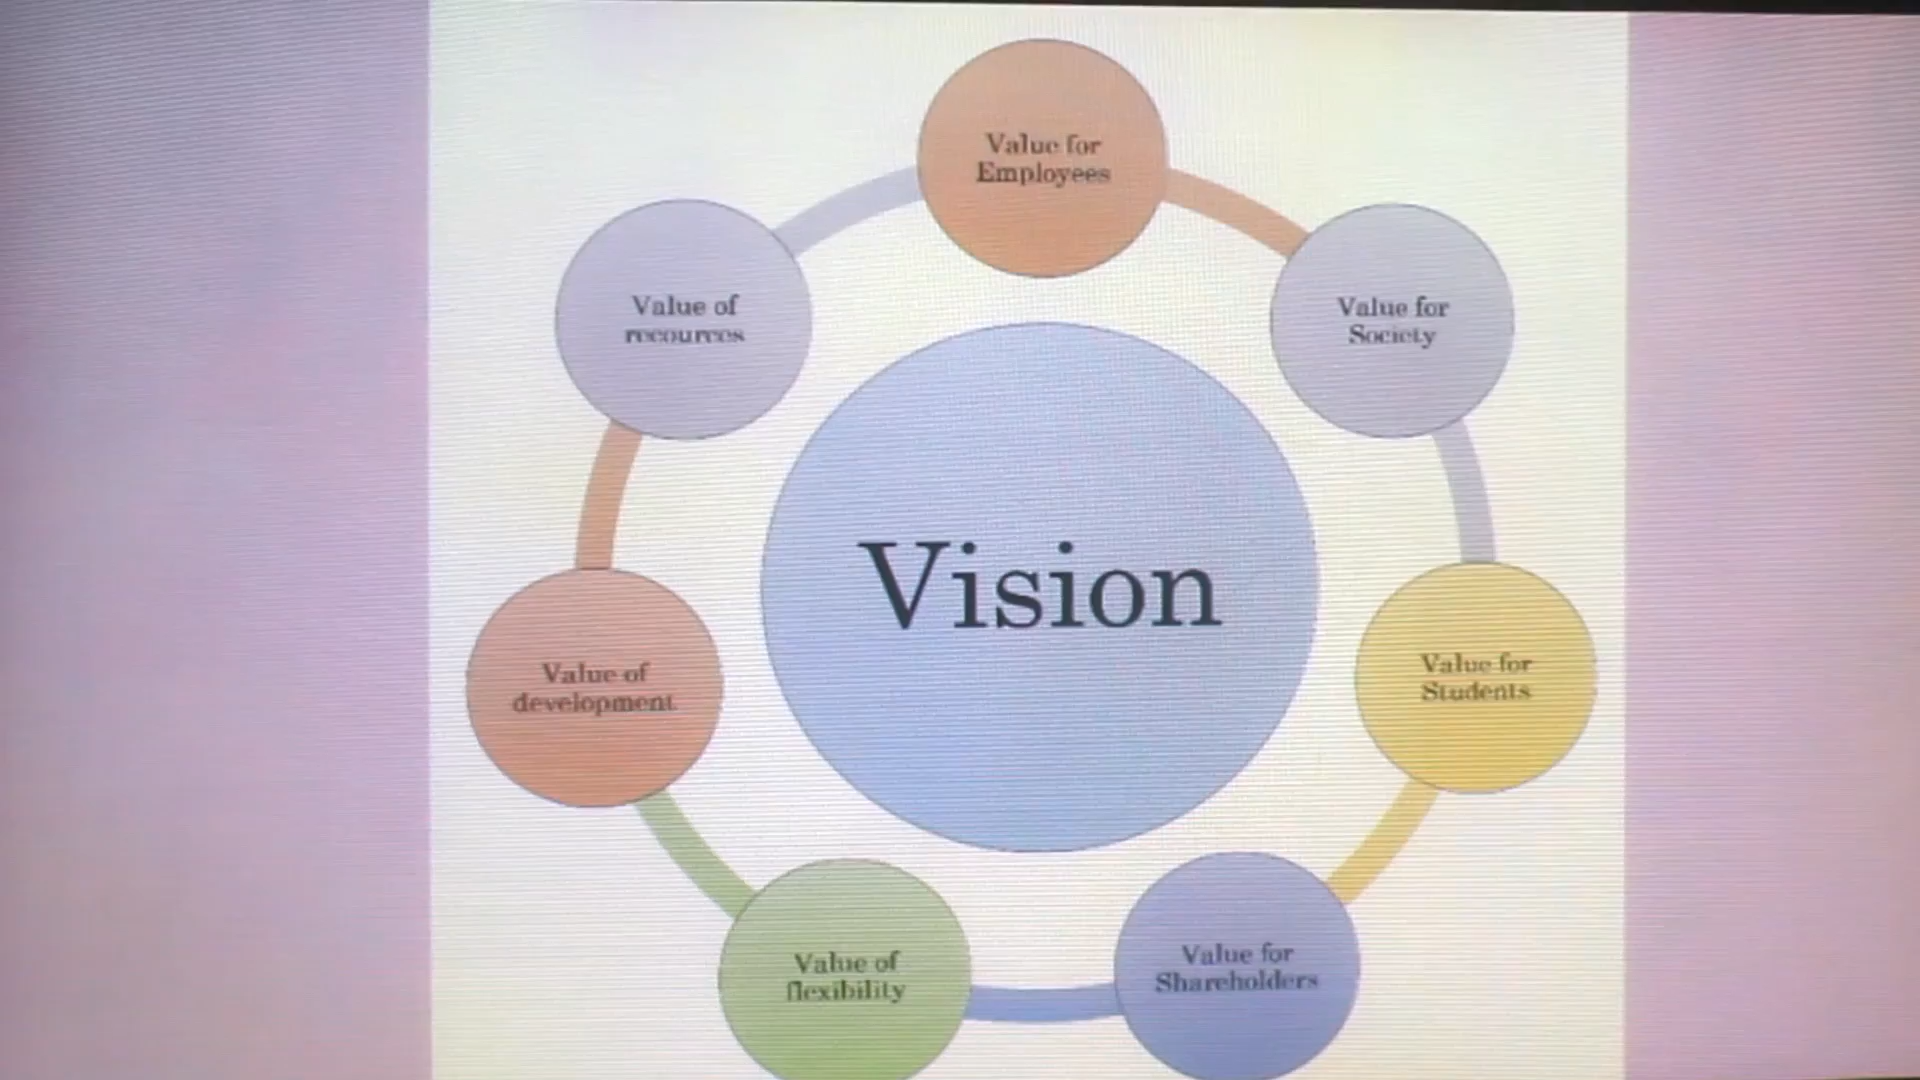 Value for
Employees
Value of
recources
Value for
Society
Vision
Value of
development
Value for
Students
Value of
flexibility
Value for
Shareholders